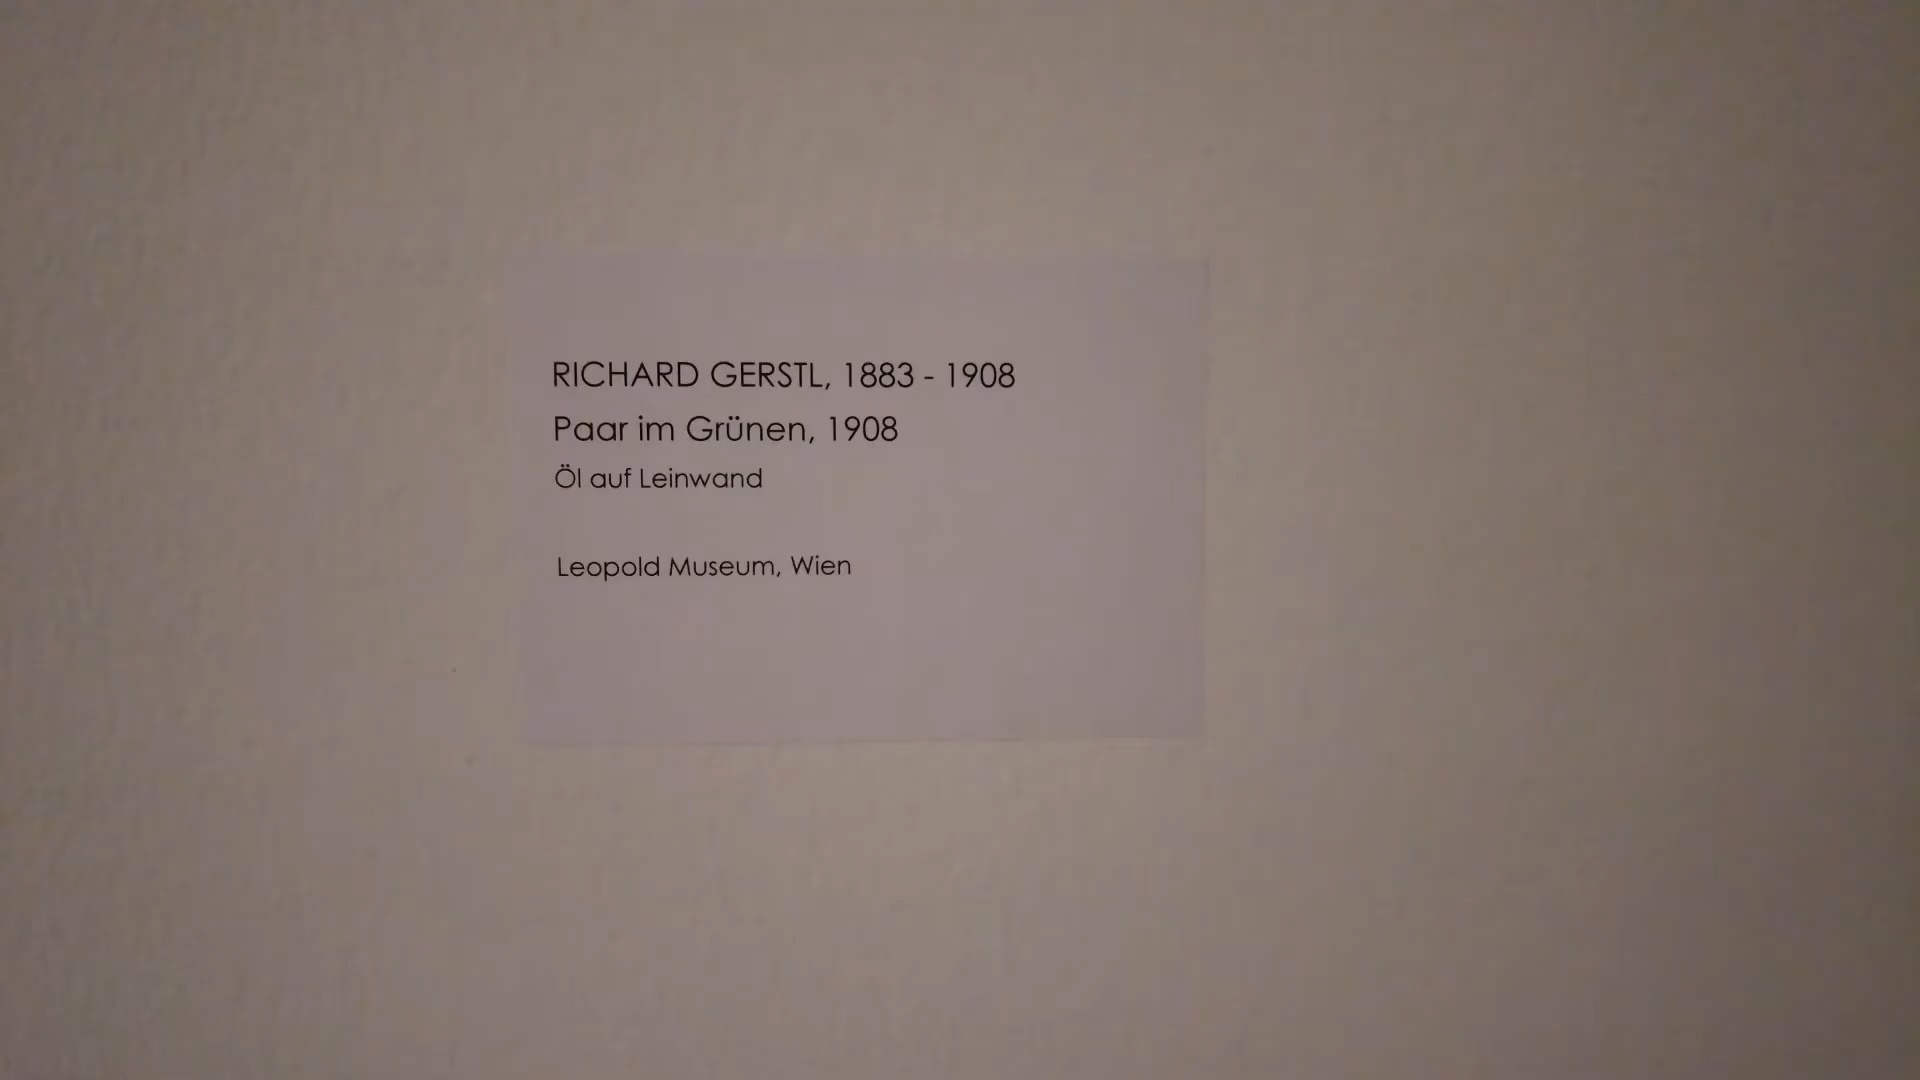 RICHARD GERSTL, 1883 - 1908
Paar im Grünen, 1908
Öl auf Leinwand
Leopold Museum, Wien